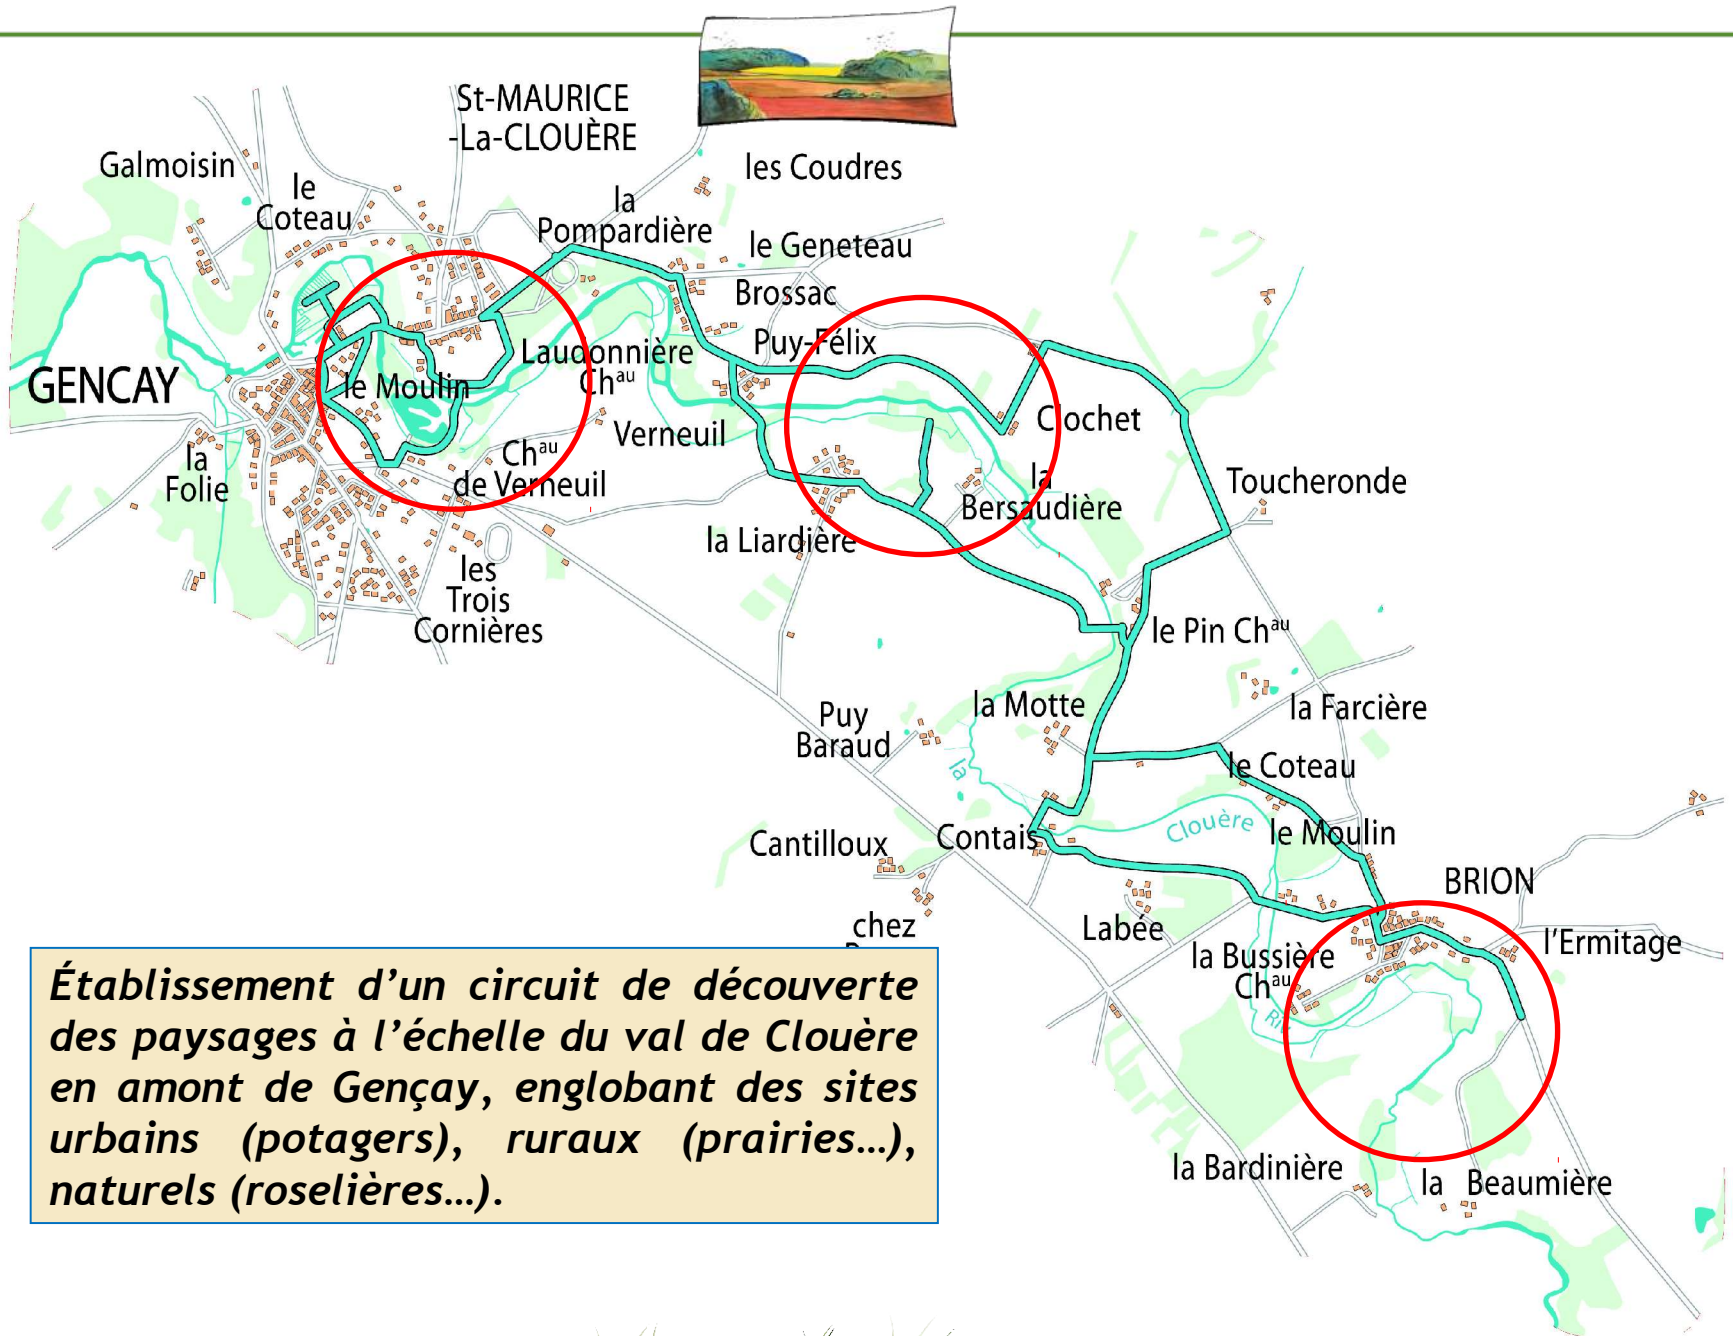 St-MAURICE
-La-CLOUÈRE
Galmoisin
le
Coteau
les Coudres
la
Pompardière
le Geneteau
Brossac
Puy-Félix
Laudonnière
Chau
GENCAY
le Moulin
Clochet
Verneuil
Chau
de Verneuil
la
Folie
la
Bersaudière
Toucheronde
la Liardière
les
Trois
Cornières
le Pin Chau
la Motte
la Farcière
Puy
Baraud
le Coteau
la
Clouère
le Moulin
Cantilloux
Contais
BRION
chez
Labée
l'Ermitage
la Bussière
Chau
Riv
la Bardinière
la Beaumière
Établissement d’un circuit de découverte
des paysages à l’échelle du val de Clouère
en amont de Gençay, englobant des sites
urbains (potagers), ruraux (prairies…),
naturels (roselières…).